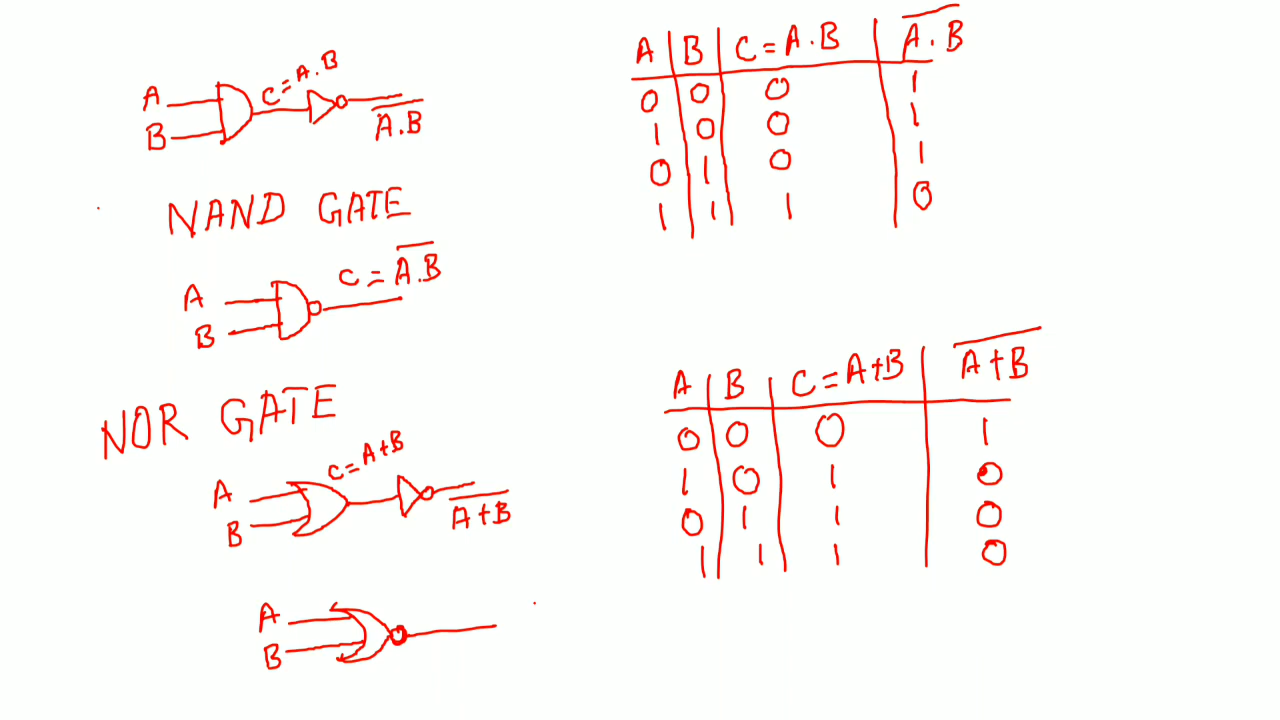 A
B
C = A.B
A̅.̅B̅
NAND GATE
A
B
C = A̅.̅B̅
NOR GATE
A
B
C = A+B
A̅+̅B̅
A
B
A B C = A.B A̅.̅B̅
0 0 0 1
1 0 0 1
0 1 0 1
1 1 1 0
A B C = A+B A̅+̅B̅
0 0 0 1
1 0 1 0
0 1 1 0
1 1 1 0